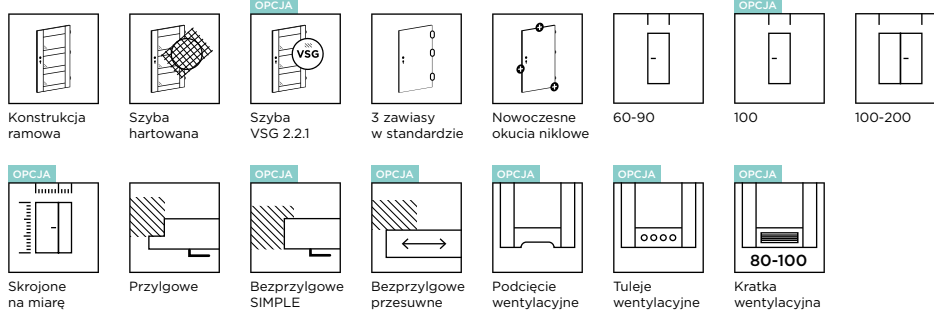 OPCJA
OPCJA
VSG
Konstrukcja
ramowa
Szyba
hartowana
Szyba
VSG 2.2.1
3 zawiasy
w standardzie
Nowoczesne
okucia niklowe
60-90
100
100-200
OPCJA
OPCJA
OPCJA
OPCJA
OPCJA
OPCJA
80-100
Skrojone
na miarę
Przylgowe
Bezprzylgowe
SIMPLE
Bezprzylgowe
przesuwne
Podcięcie
wentylacyjne
Tuleje
wentylacyjne
Kratka
wentylacyjna